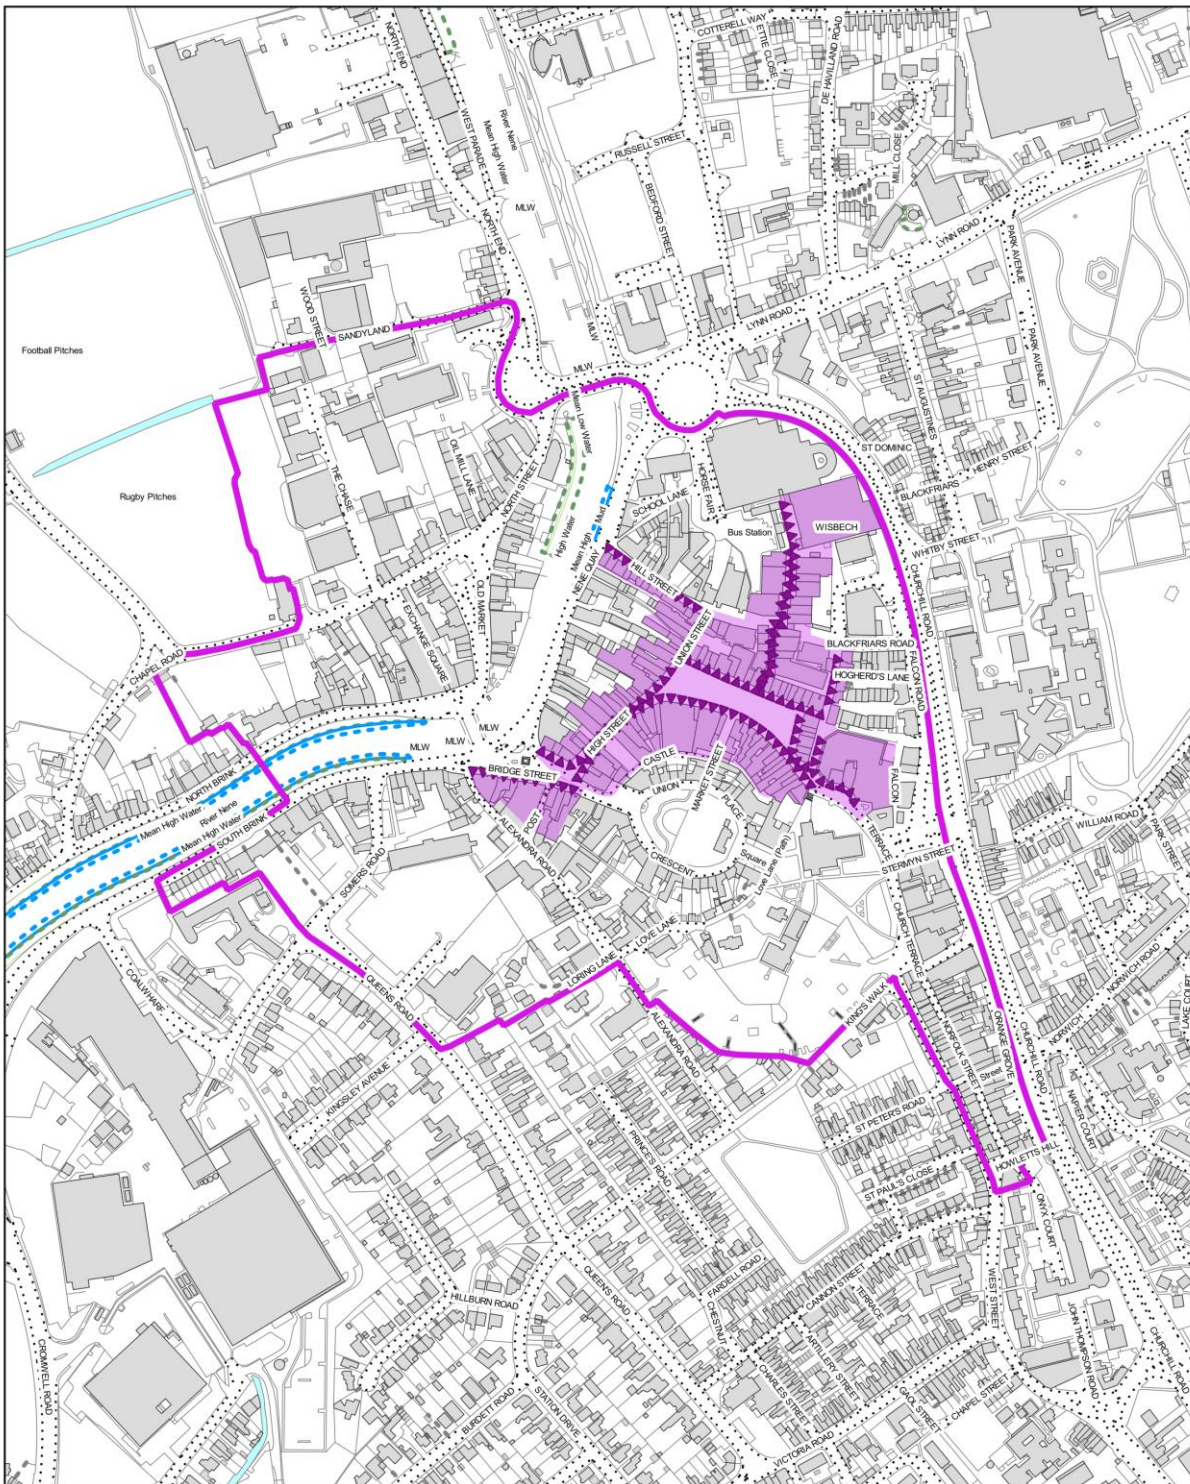 COTTERELL WAY
ETTIE CLOSE
DE HAVILLAND ROAD
NORTH END
WEST PARADE
River Nene
Mean High Water
RUSSELL STREET
MILL CLOSE
BEDFORD STREET
MLW
NORTH END
LYNN ROAD
PARK AVENUE
WOOD STREET
SANDYLAND
MLW
LYNN ROAD
PARK AVENUE
Football Pitches
MLW
ST AUGUSTINES
Mean Low Water
OIL MILL LANE
NORTH STREET
ST DOMINIC
HENRY STREET
BLACKFRIARS
Rugby Pitches
THE CHASE
HORSE FAIR
SCHOOL LANE
High Water
Mean High
Mud
Bus Station
WISBECH
WHITBY STREET
NENE QUAY
HILL STREET
OLD MARKET
EXCHANGE SQUARE
CHURCHILL ROAD
UNION STREET
BLACKFRIARS ROAD
CHAPEL ROAD
HOGHERD'S LANE
FALCON ROAD
MLW
MLW
MLW
HIGH STREET
BRIDGE STREET
CASTLE
MARKET STREET
NORTH BRINK
River Nene
Mean High Water
Mean High Water
SOUTH BRINK
UNION
PLACE
FALCON
POST
ALEXANDRA ROAD
WILLIAM ROAD
PARK STREET
TERRACE
CRESCENT
Square
Love Lane (Path)
STERMYN STREET
SOMERS ROAD
LOVE LANE
CHURCH TERRACE
COALWHARF
QUEENS ROAD
LORING LANE
KING'S WALK
NORWICH ROAD
LAKE COURT
ALEXANDRA ROAD
NORFOLK STREET
Street
ORANGE GROVE
CHURCHILL ROAD
NORWICH
KINGSLEY AVENUE
ST PETER'S ROAD
NAPIER COURT
PRINCES ROAD
HOWLETTS HILL
ST PAUL'S CLOSE
ONYX COURT
QUEENS ROAD
FARDELL ROAD
CANNON STREET
TERRACE
WEST STREET
HILLBURN ROAD
CHESTNUT
CROMWELL ROAD
ARTILLERY STREET
JOHN THOMPSON ROAD
CHURCHILL ROAD
CHARLES STREET
GAOL STREET
CHAPEL STREET
BURDETT ROAD
STATION DRIVE
VICTORIA ROAD